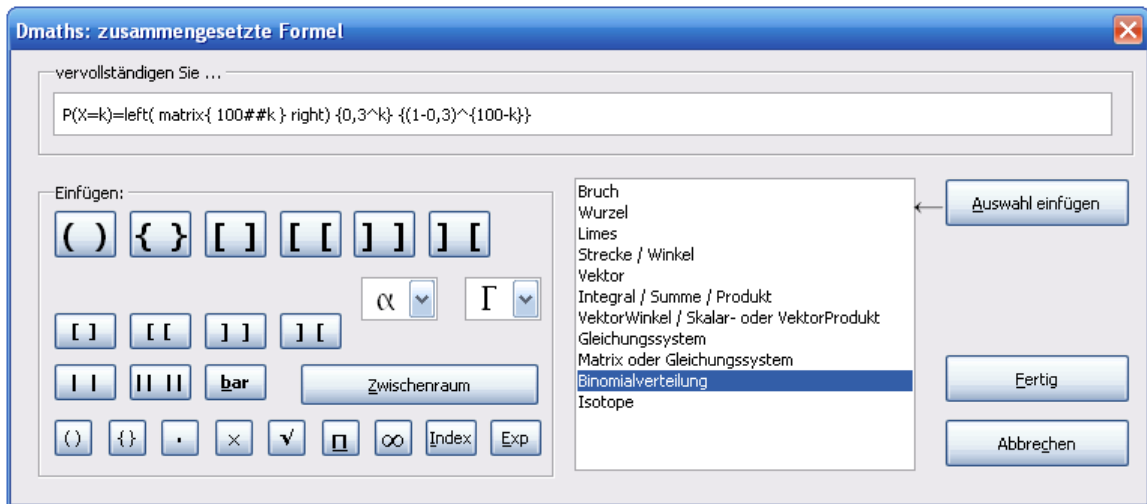 Dmaths: zusammengesetzte Formel
vervollständigen Sie ...
P(X=k)=left( matrix{ 100##k } right) {0,3^k} {(1-0,3)^{100-k}}
Einfügen:
( ) { } [ ] [ [ ] ] ] [
α Γ
[ ] [ [ ] ] ] [
| | || || bar Zwischenraum
() {} · × √ ∏ ∞ Index Exp
Bruch
Wurzel
Limes
Strecke / Winkel
Vektor
Integral / Summe / Produkt
VektorWinkel / Skalar- oder VektorProdukt
Gleichungssystem
Matrix oder Gleichungssystem
Binomialverteilung
Isotope
← Auswahl einfügen
Fertig
Abbrechen